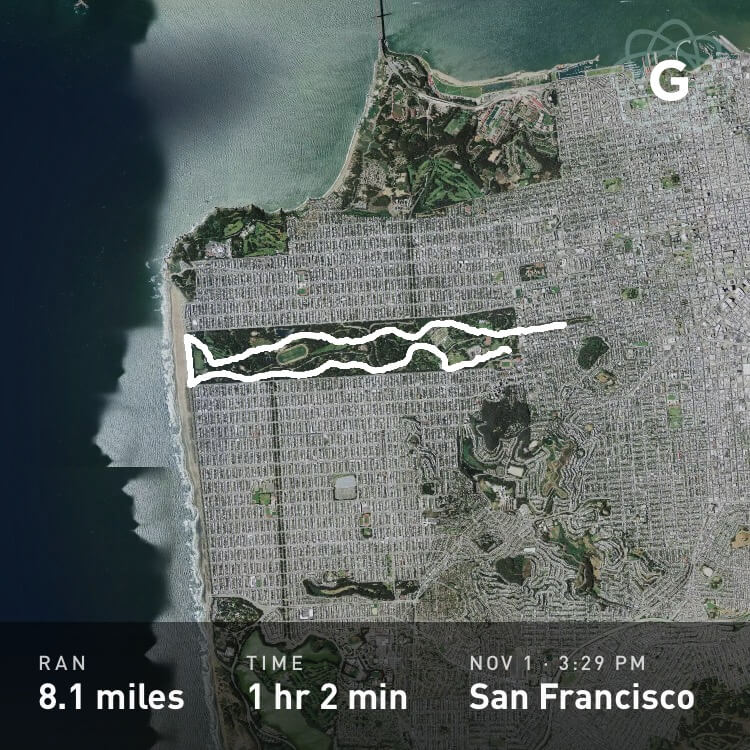 G
RAN
8.1 miles
TIME
1 hr 2 min
NOV 1 · 3:29 PM
San Francisco